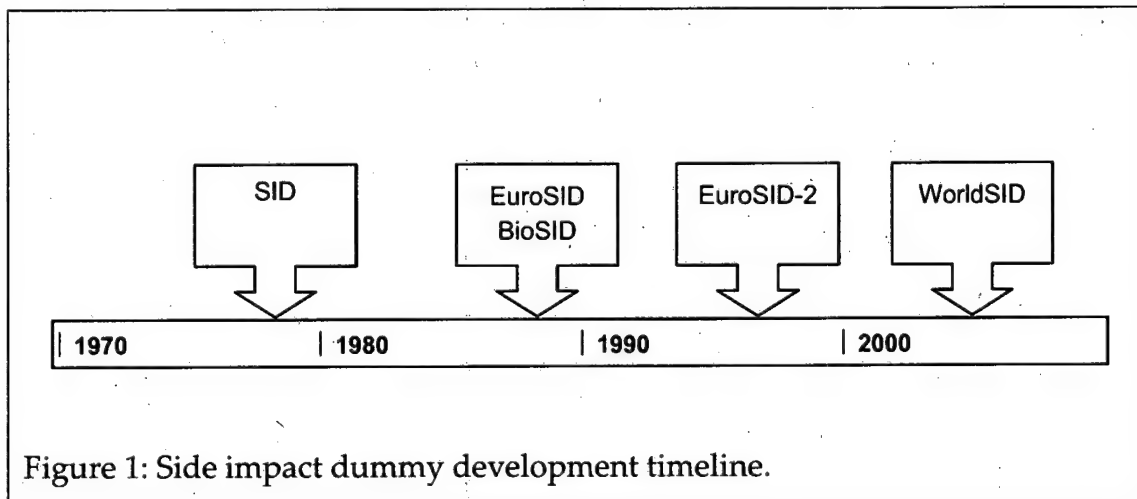 SID
EuroSID
BioSID
EuroSID-2
WorldSID
1970
1980
1990
2000
Figure 1: Side impact dummy development timeline.